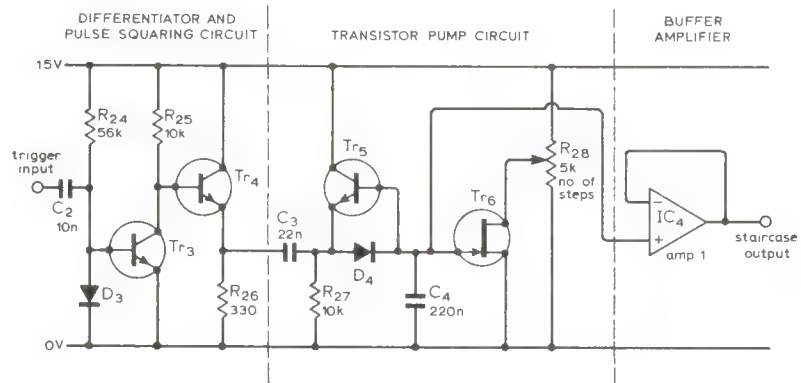 DIFFERENTIATOR AND
PULSE SQUARING CIRCUIT
TRANSISTOR PUMP CIRCUIT
BUFFER
AMPLIFIER
15V
R24
56k
R25
10k
trigger
input
C2
10n
Tr3
Tr4
D3
R26
330
C3
22n
R27
10k
Tr5
D4
C4
220n
Tr6
R28
5k
no of
steps
IC4
amp 1
staircase
output
0V